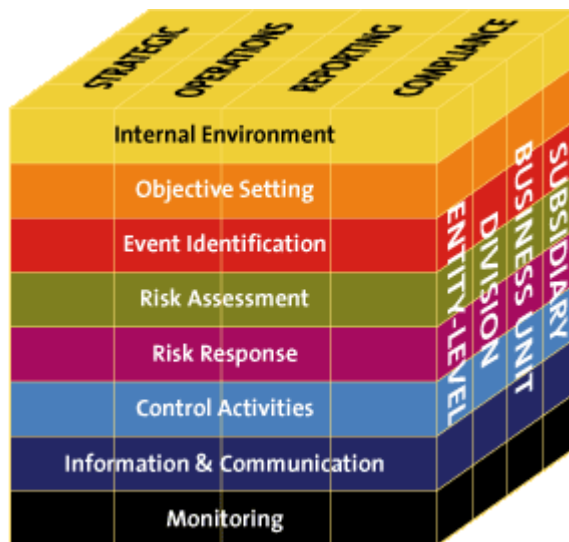 STRATEGIC
OPERATIONS
REPORTING
COMPLIANCE
Internal Environment
Objective Setting
Event Identification
Risk Assessment
Risk Response
Control Activities
Information & Communication
Monitoring
ENTITY-LEVEL
DIVISION
BUSINESS UNIT
SUBSIDIARY